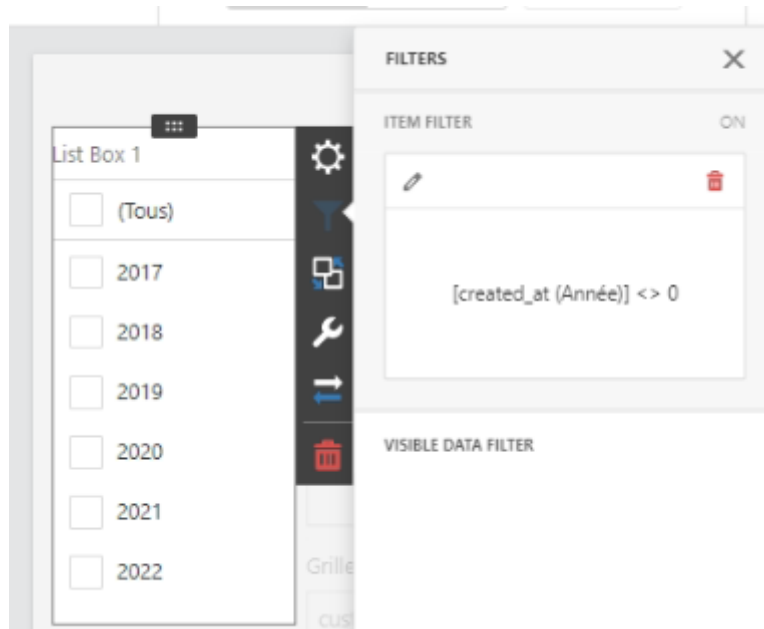 FILTERS
ITEM FILTER ON
List Box 1
(Tous)
2017
[created_at (Année)] <> 0
2018
2019
2020
VISIBLE DATA FILTER
2021
2022
Grille
cust